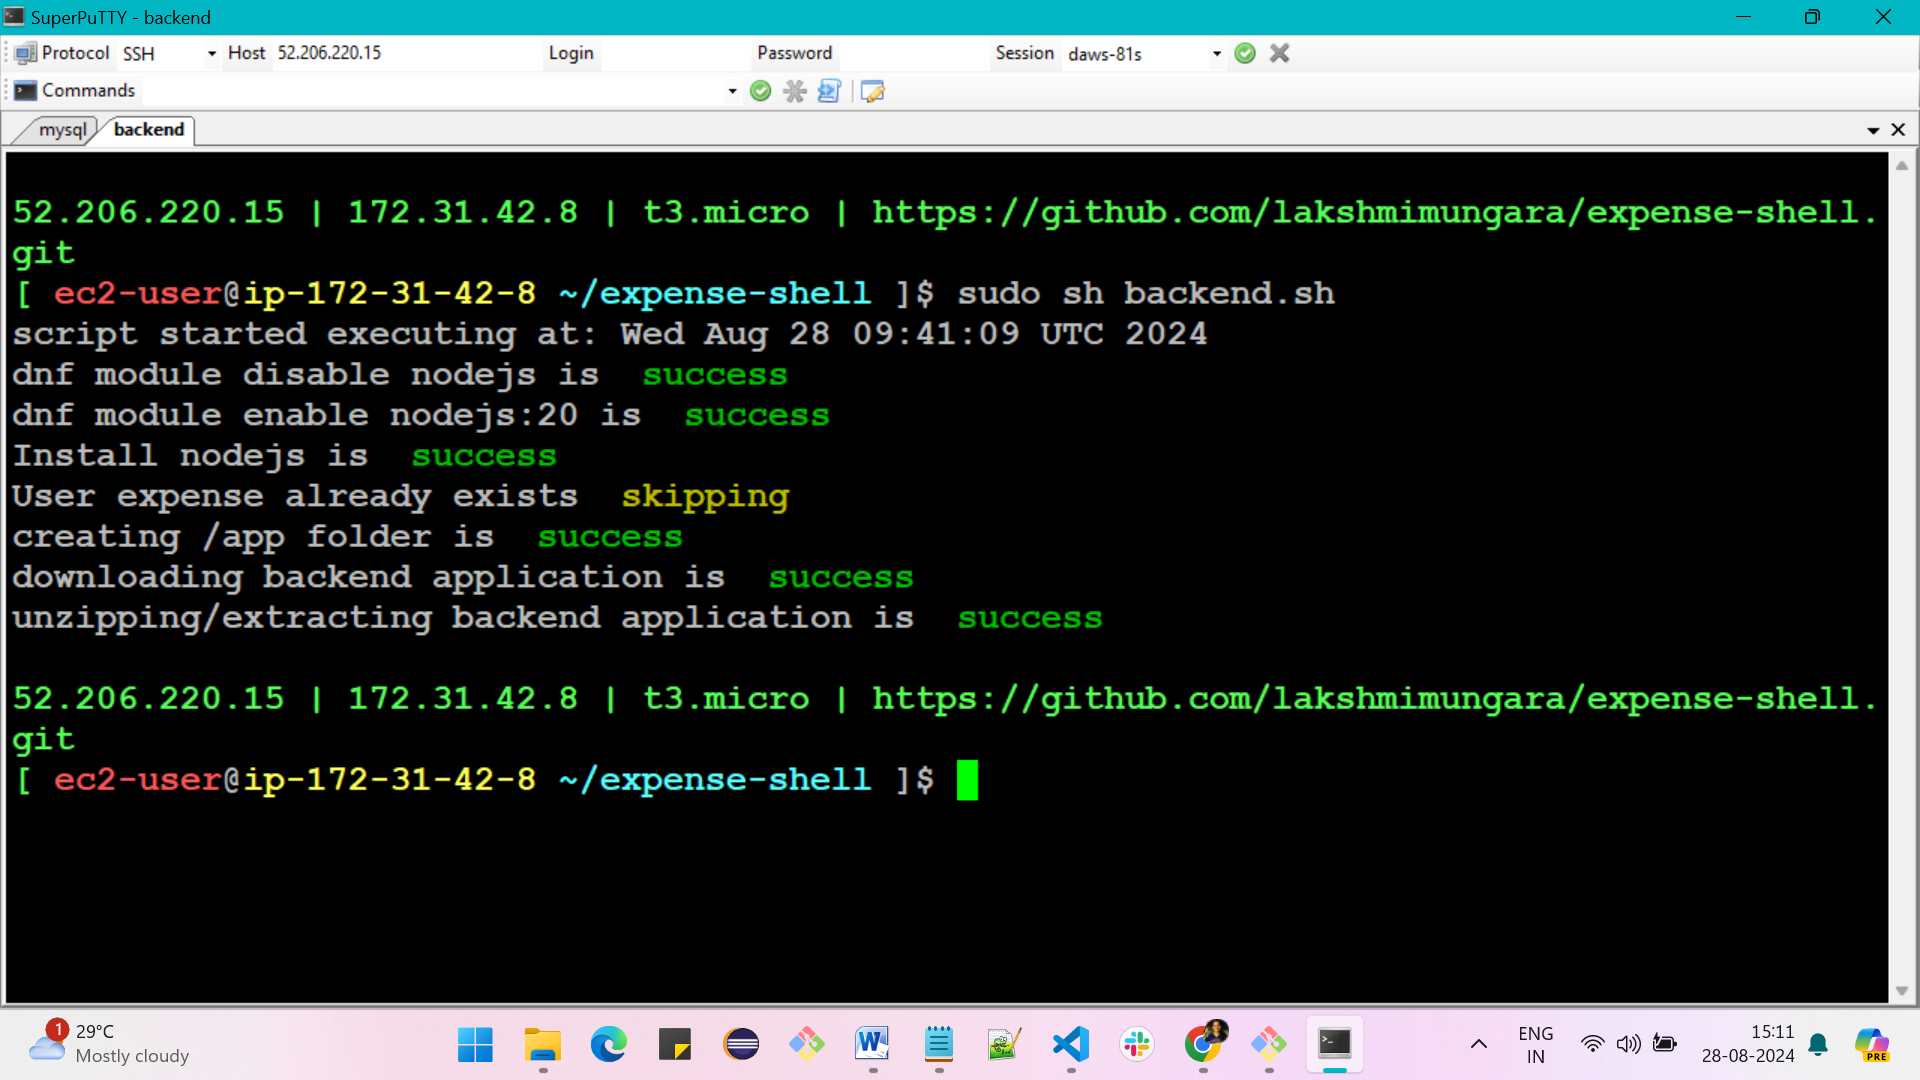 SuperPuTTY - backend
Protocol SSH Host 52.206.220.15 Login Password Session daws-81s
Commands
mysql backend
52.206.220.15 | 172.31.42.8 | t3.micro | https://github.com/lakshmimungara/expense-shell.
git
[ ec2-user@ip-172-31-42-8 ~/expense-shell ]$ sudo sh backend.sh
script started executing at: Wed Aug 28 09:41:09 UTC 2024
dnf module disable nodejs is  success
dnf module enable nodejs:20 is  success
Install nodejs is  success
User expense already exists  skipping
creating /app folder is  success
downloading backend application is  success
unzipping/extracting backend application is  success
52.206.220.15 | 172.31.42.8 | t3.micro | https://github.com/lakshmimungara/expense-shell.
git
[ ec2-user@ip-172-31-42-8 ~/expense-shell ]$
1 29°C
Mostly cloudy
ENG
IN
15:11
28-08-2024
PRE